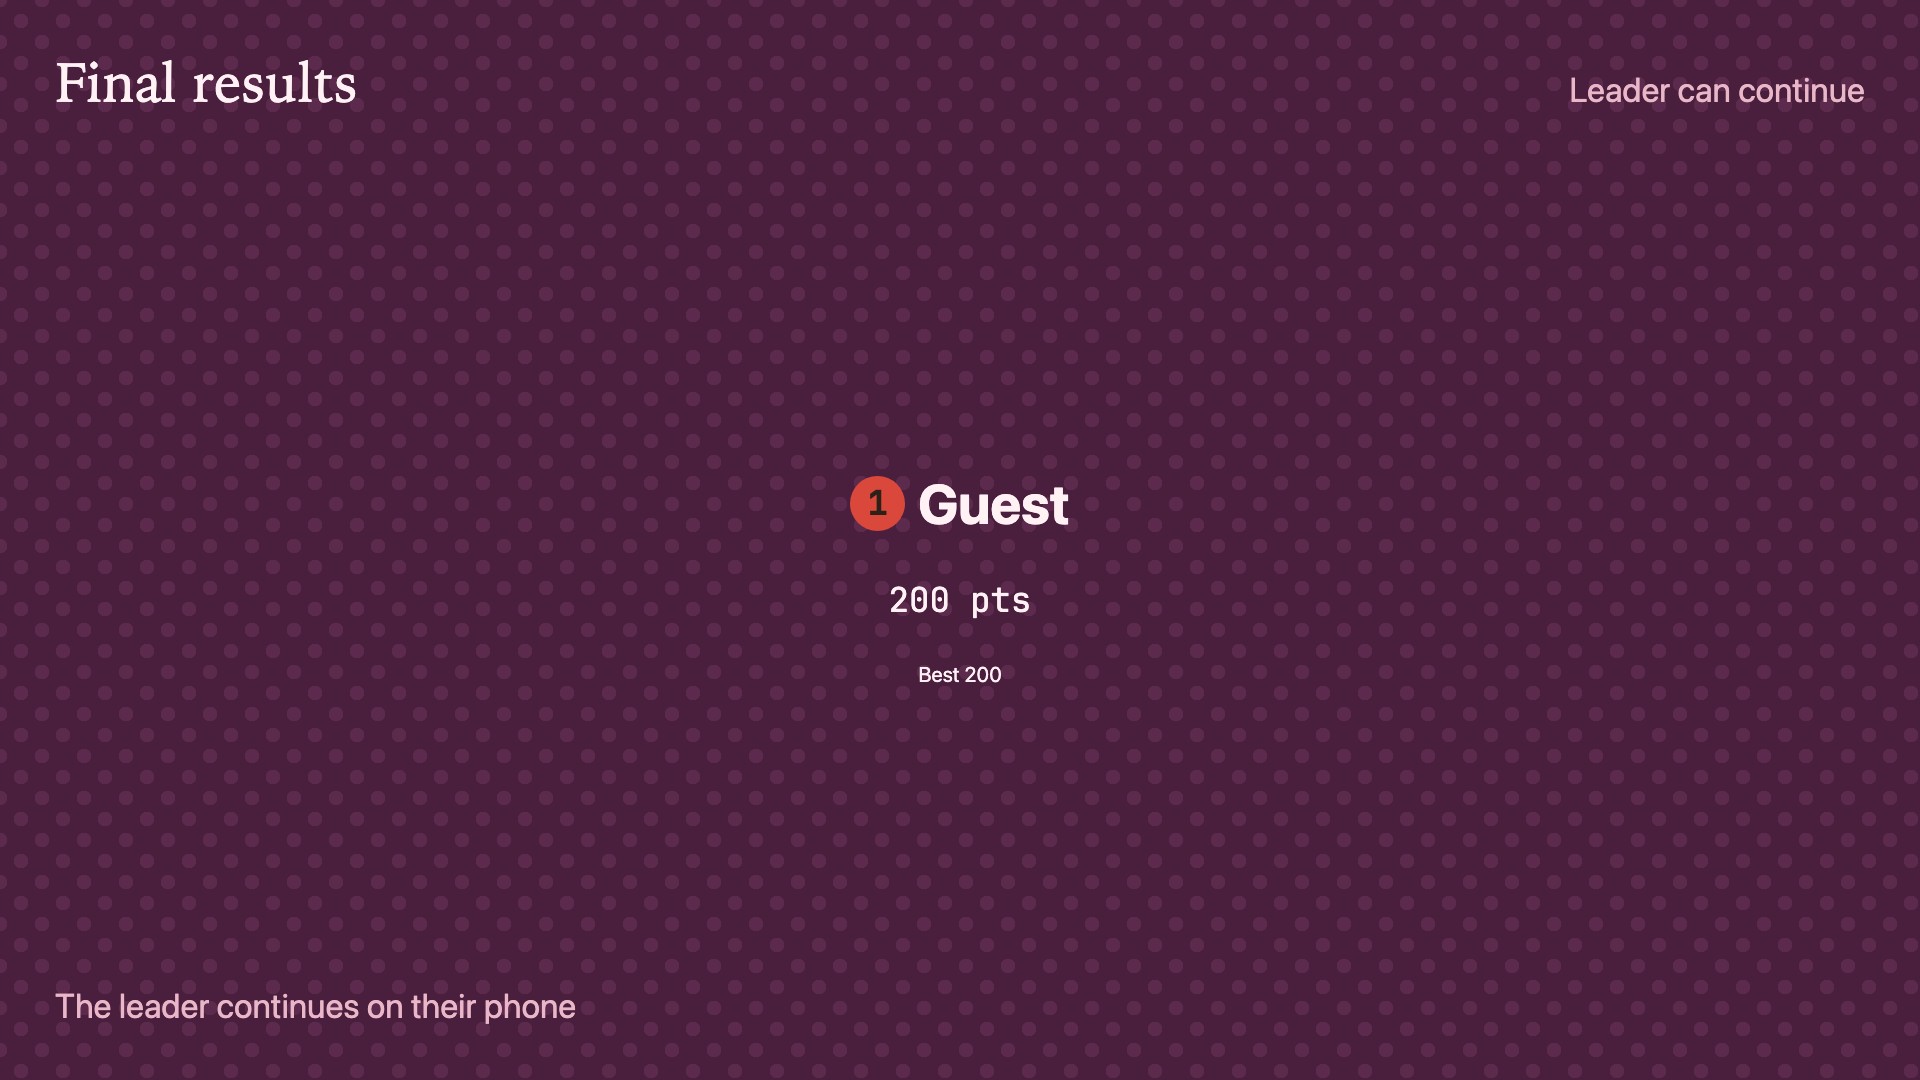 Final results
Leader can continue
1 Guest
200 pts
Best 200
The leader continues on their phone